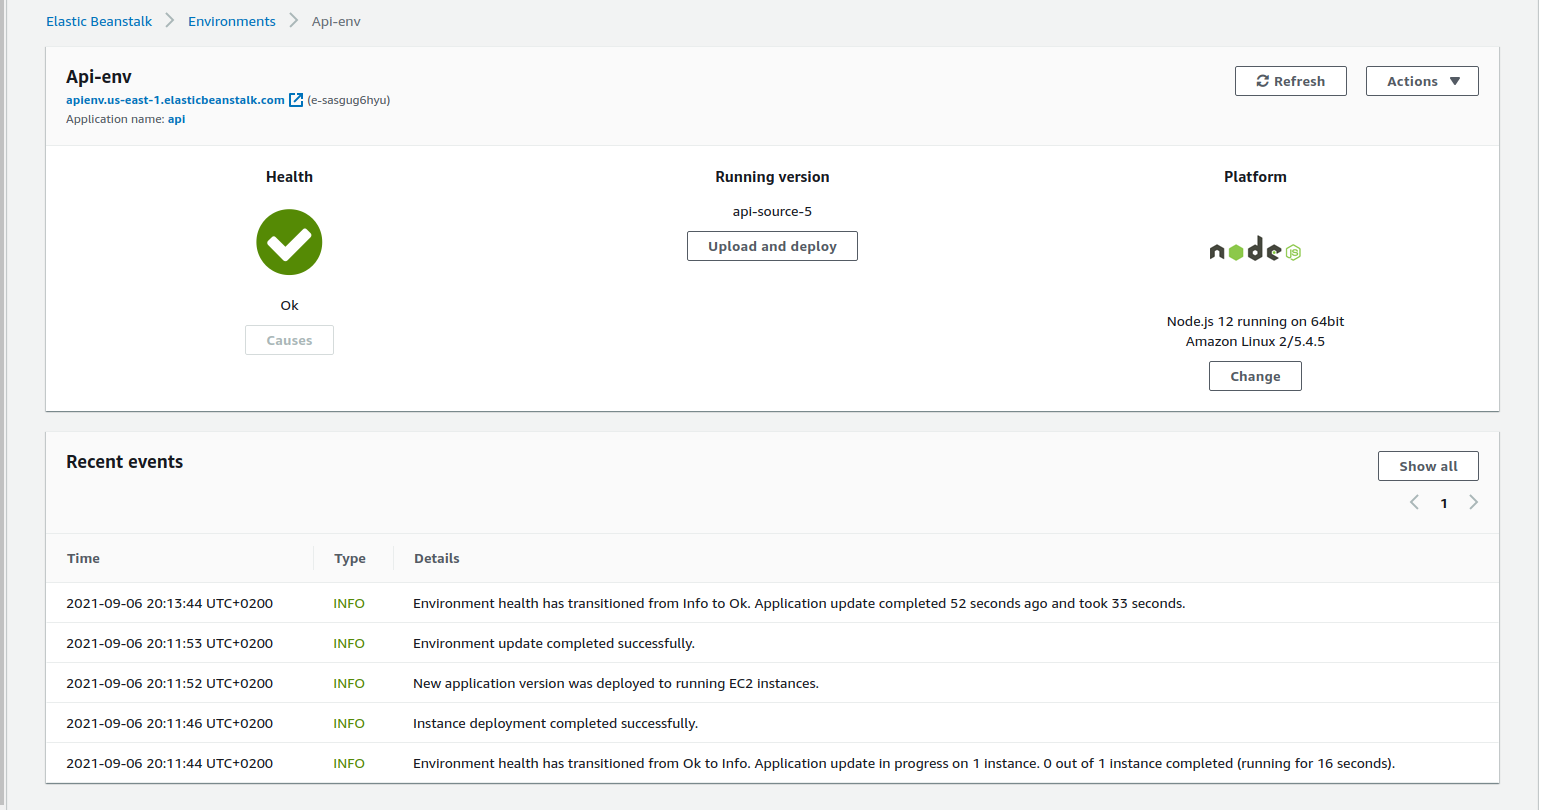 Elastic Beanstalk > Environments > Api-env
Api-env
Refresh
Actions ▼
apienv.us-east-1.elasticbeanstalk.com (e-sasgug6hyu)
Application name: api
Health
Running version
Platform
api-source-5
Upload and deploy
node JS
Ok
Causes
Node.js 12 running on 64bit
Amazon Linux 2/5.4.5
Change
Recent events
Show all
< 1 >
Time Type Details
2021-09-06 20:13:44 UTC+0200 INFO Environment health has transitioned from Info to Ok. Application update completed 52 seconds ago and took 33 seconds.
2021-09-06 20:11:53 UTC+0200 INFO Environment update completed successfully.
2021-09-06 20:11:52 UTC+0200 INFO New application version was deployed to running EC2 instances.
2021-09-06 20:11:46 UTC+0200 INFO Instance deployment completed successfully.
2021-09-06 20:11:44 UTC+0200 INFO Environment health has transitioned from Ok to Info. Application update in progress on 1 instance. 0 out of 1 instance completed (running for 16 seconds).